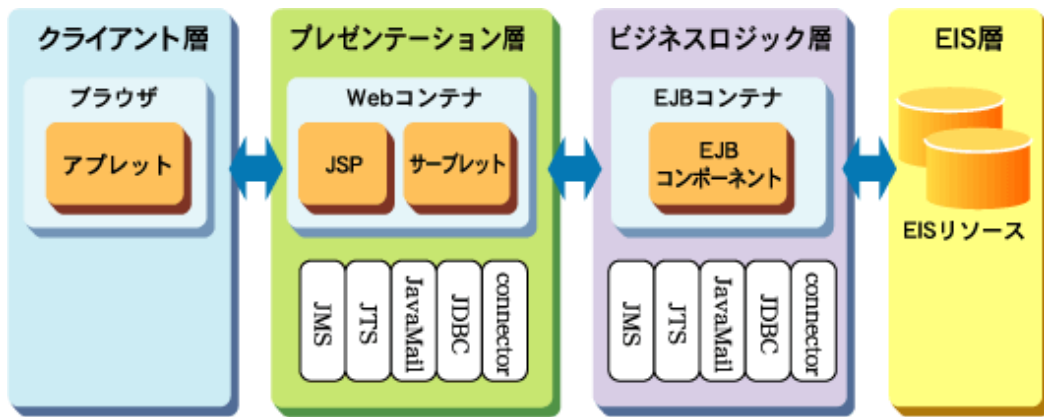 クライアント層
ブラウザ
アプレット
プレゼンテーション層
Webコンテナ
JSP
サーブレット
JMS
JTS
JavaMail
JDBC
connector
ビジネスロジック層
EJBコンテナ
EJB
コンポーネント
JMS
JTS
JavaMail
JDBC
connector
EIS層
EISリソース